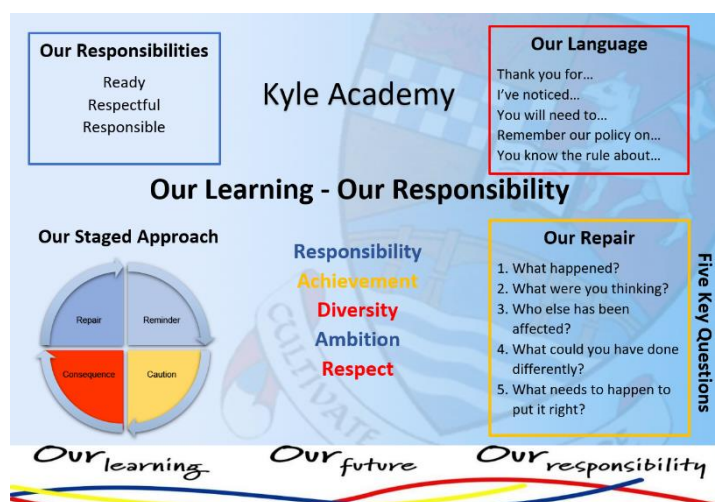 Our Responsibilities
Ready
Respectful
Responsible
Kyle Academy
Our Language
Thank you for...
I've noticed...
You will need to...
Remember our policy on...
You know the rule about...
Our Learning - Our Responsibility
Our Staged Approach
Repair
Reminder
Consequence
Caution
Responsibility
Achievement
Diversity
Ambition
Respect
Our Repair
1. What happened?
2. What were you thinking?
3. Who else has been
affected?
4. What could you have done
differently?
5. What needs to happen to
put it right?
Five Key Questions
CULTIVATE
Our learning
Our future
Our responsibility